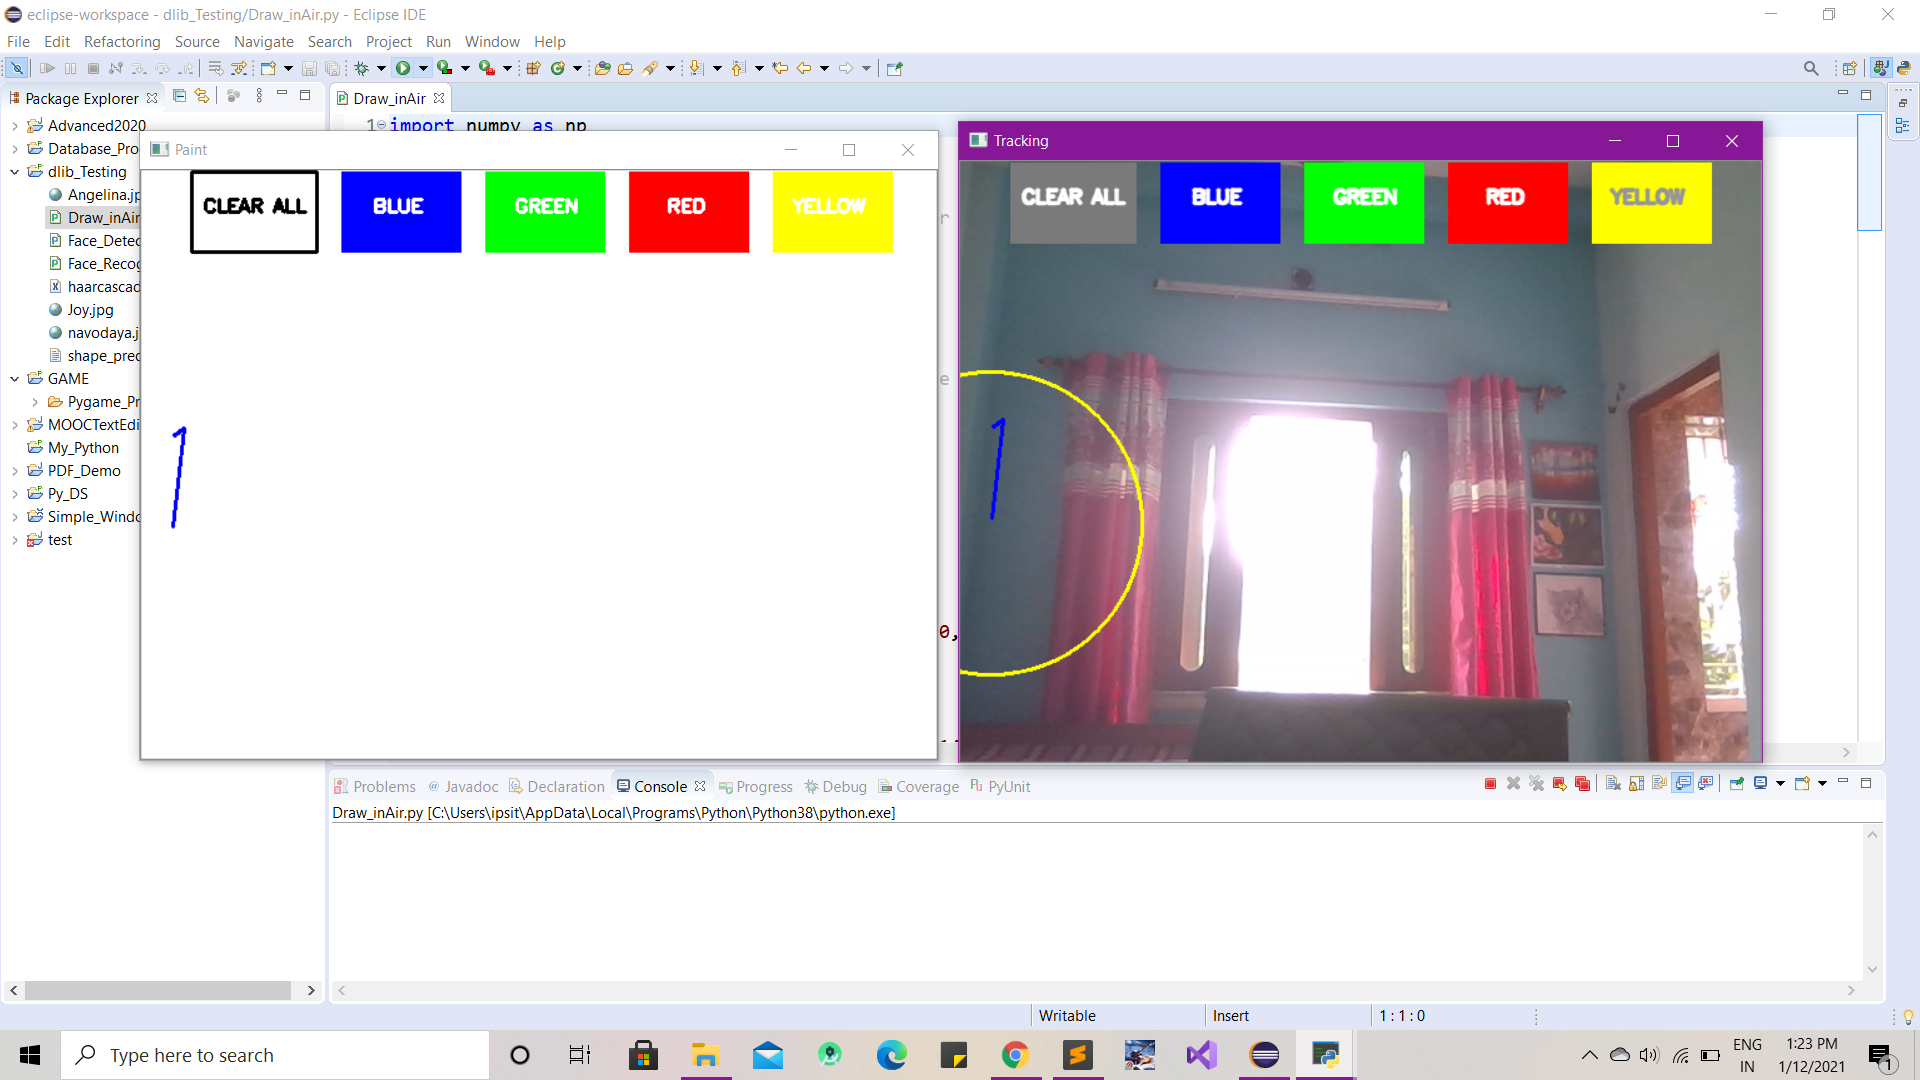 eclipse-workspace - dlib_Testing/Draw_inAir.py - Eclipse IDE
File Edit Refactoring Source Navigate Search Project Run Window Help
Package Explorer
Draw_inAir
Advanced2020
Database_Pro
dlib_Testing
Angelina.jp
Draw_inAir
Face_Detec
Face_Recog
haarcascad
Joy.jpg
navodaya.j
shape_pred
GAME
Pygame_Pr
MOOCTextEdi
My_Python
PDF_Demo
Py_DS
Simple_Windo
test
1 import numpy as np
r
e
0,
Paint
CLEAR ALL BLUE GREEN RED YELLOW
1
Tracking
CLEAR ALL BLUE GREEN RED YELLOW
1
Problems @ Javadoc Declaration Console Progress Debug Coverage PyUnit
Draw_inAir.py [C:\Users\ipsit\AppData\Local\Programs\Python\Python38\python.exe]
Writable Insert 1 : 1 : 0
Type here to search
ENG
IN
1:23 PM
1/12/2021
1